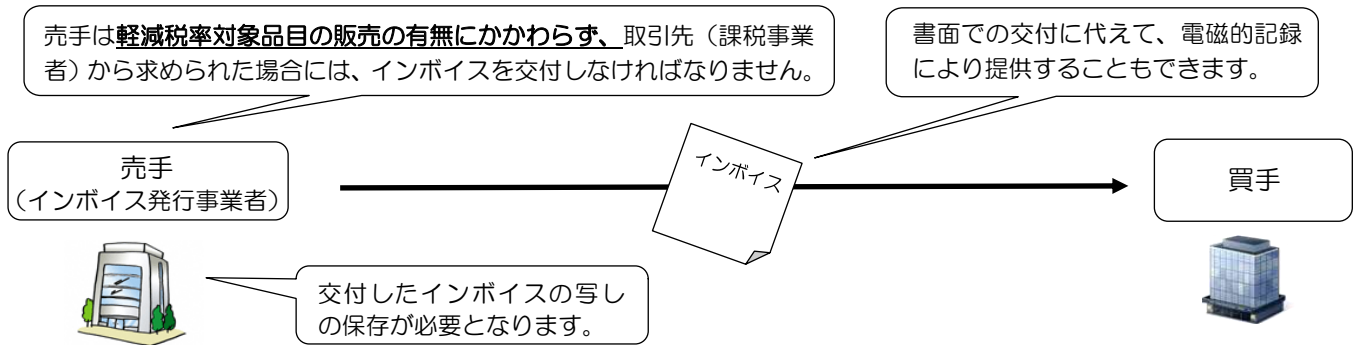 売手は軽減税率対象品目の販売の有無にかかわらず、取引先（課税事業
者）から求められた場合には、インボイスを交付しなければなりません。
書面での交付に代えて、電磁的記録
により提供することもできます。
売手
（インボイス発行事業者）
インボイス
買手
交付したインボイスの写し
の保存が必要となります。